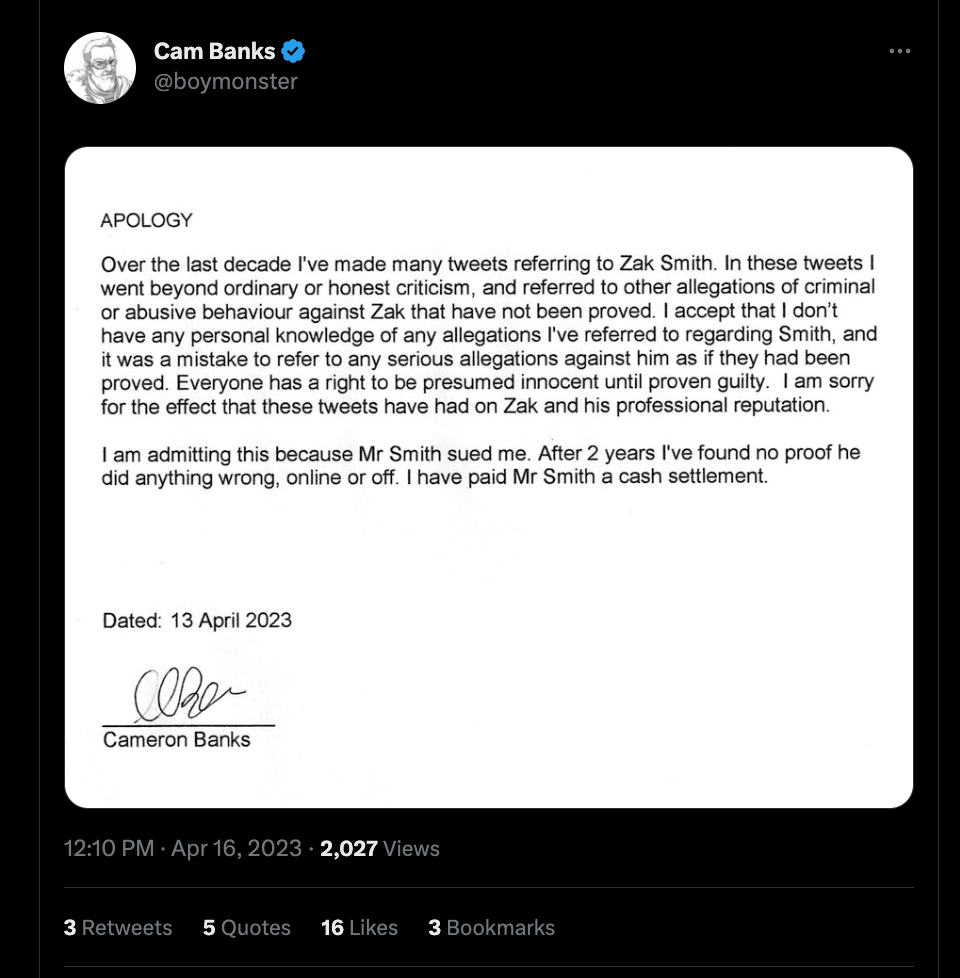 Cam Banks
@boymonster
APOLOGY
Over the last decade I've made many tweets referring to Zak Smith. In these tweets I
went beyond ordinary or honest criticism, and referred to other allegations of criminal
or abusive behaviour against Zak that have not been proved. I accept that I don't
have any personal knowledge of any allegations I've referred to regarding Smith, and
it was a mistake to refer to any serious allegations against him as if they had been
proved. Everyone has a right to be presumed innocent until proven guilty.  I am sorry
for the effect that these tweets have had on Zak and his professional reputation.
I am admitting this because Mr Smith sued me. After 2 years I've found no proof he
did anything wrong, online or off. I have paid Mr Smith a cash settlement.
Dated: 13 April 2023
Cameron Banks
12:10 PM · Apr 16, 2023 · 2,027 Views
3 Retweets 5 Quotes 16 Likes 3 Bookmarks